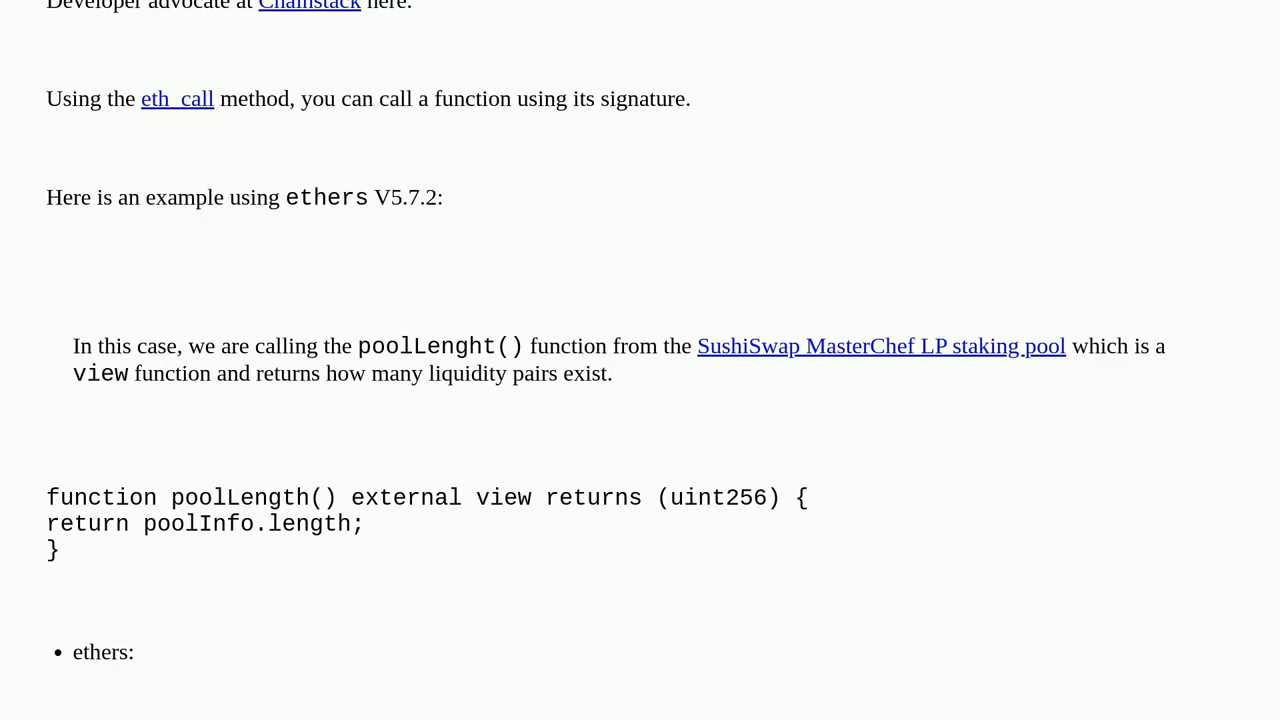 Developer advocate at Chainstack here.
Using the eth_call method, you can call a function using its signature.
Here is an example using ethers V5.7.2:
In this case, we are calling the poolLenght() function from the SushiSwap MasterChef LP staking pool which is a
view function and returns how many liquidity pairs exist.
function poolLength() external view returns (uint256) {
return poolInfo.length;
}
• ethers: